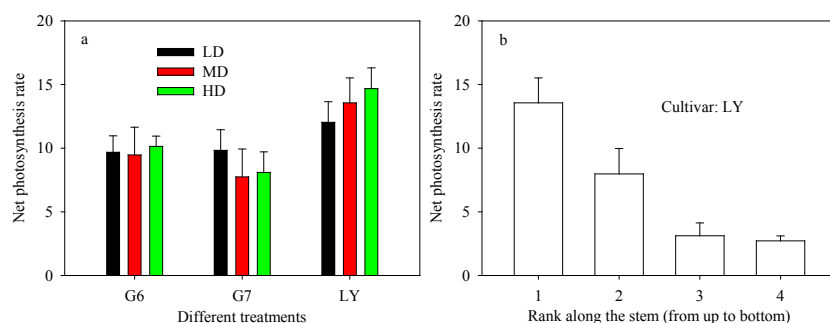 a
LD
MD
HD
Net photosynthesis rate
20
15
10
5
0
G6 G7 LY
Different treatments
b
Cultivar: LY
Net photosynthesis rate
20
15
10
5
0
1 2 3 4
Rank along the stem (from up to bottom)